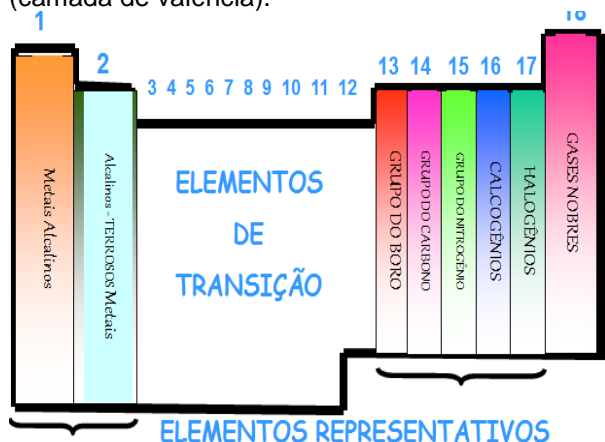 (camada de valência).
1
2
3 4 5 6 7 8 9 10 11 12
13 14 15 16 17
18
Metais Alcalinos
Alcalinos - TERROSOS Metais
ELEMENTOS
DE
TRANSIÇÃO
GRUPO DO BORO
GRUPO DO CARBONO
GRUPO DO NITROGÊMIO
CALCOGÊNIOS
HALOGÊNIOS
GASES NOBRES
ELEMENTOS REPRESENTATIVOS